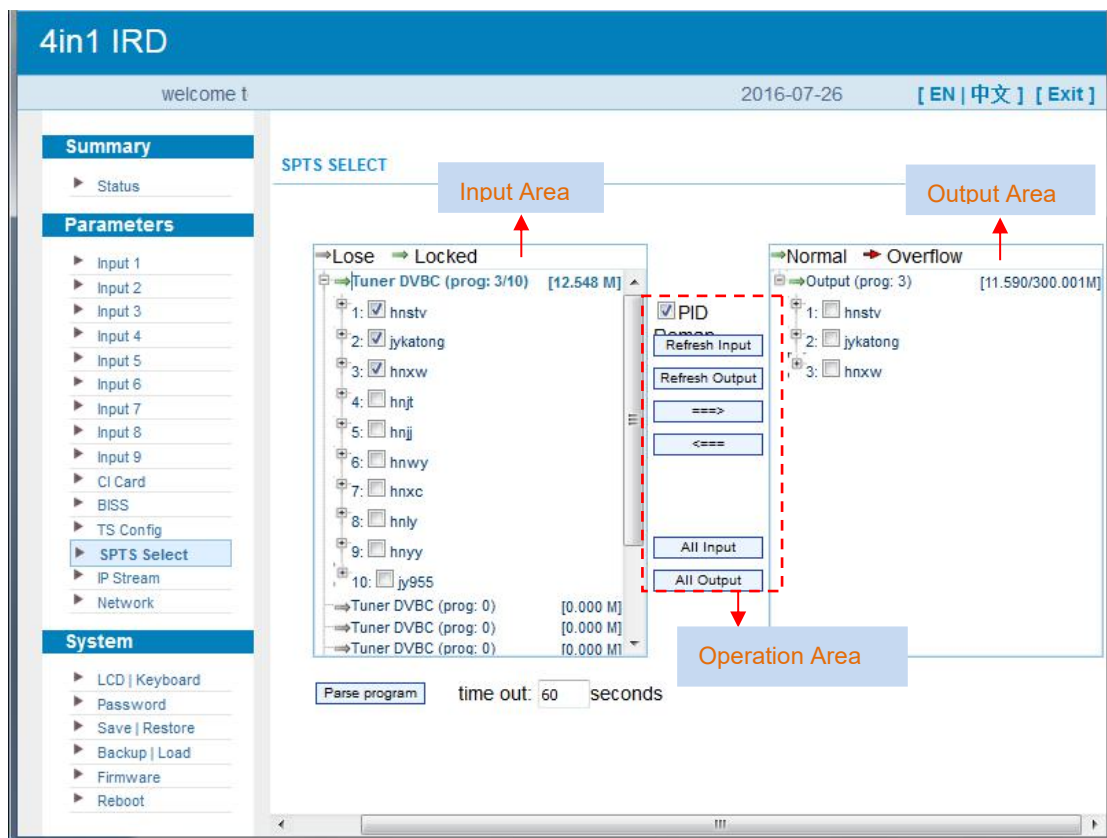 4in1 IRD
welcome t
2016-07-26
[ EN | 中文 ] [ Exit ]
Summary
Status
Parameters
Input 1
Input 2
Input 3
Input 4
Input 5
Input 6
Input 7
Input 8
Input 9
CI Card
BISS
TS Config
SPTS Select
IP Stream
Network
System
LCD | Keyboard
Password
Save | Restore
Backup | Load
Firmware
Reboot
SPTS SELECT
Input Area
Output Area
Lose Locked
Tuner DVBC (prog: 3/10) [12.548 M]
1: hnstv
2: jykatong
3: hnxw
4: hnjt
5: hnjj
6: hnwy
7: hnxc
8: hnly
9: hnyy
10: jy955
Tuner DVBC (prog: 0) [0.000 M]
Tuner DVBC (prog: 0) [0.000 M]
Tuner DVBC (prog: 0) [0.000 M]
PID
Refresh Input
Refresh Output
===>
<===
All Input
All Output
Normal Overflow
Output (prog: 3) [11.590/300.001M]
1: hnstv
2: jykatong
3: hnxw
Operation Area
Parse program time out: 60 seconds